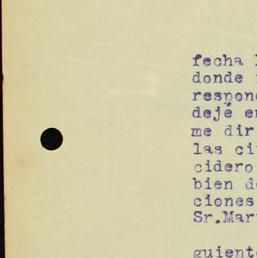 fecha
donde
respon
dejé e
me dir
las ci
cidero
bien d
ciones
Sr.Mar
guient